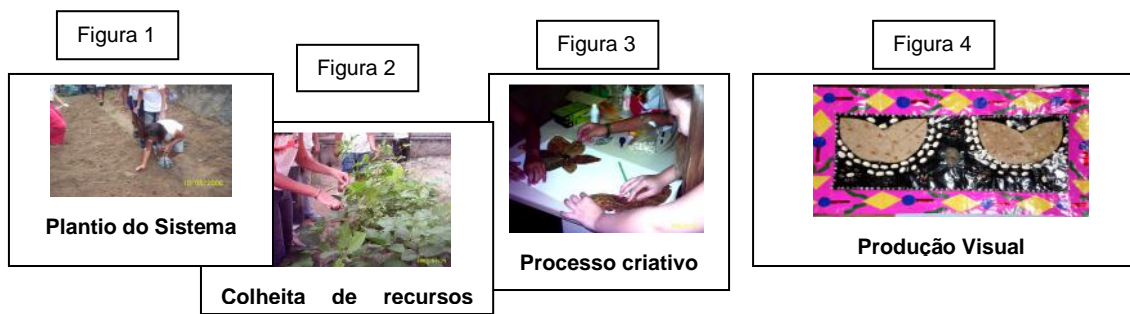 Figura 1
Figura 2
Figura 3
Figura 4
Plantio do Sistema
Colheita de recursos
Processo criativo
Produção Visual